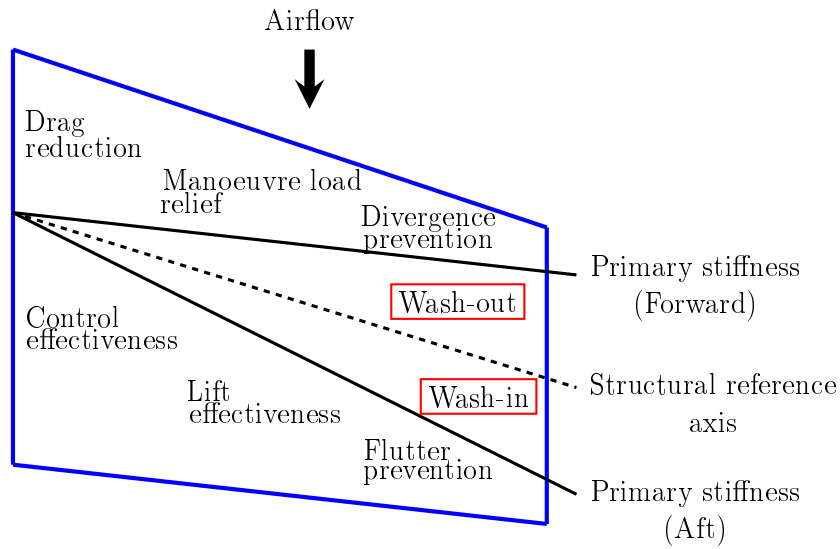 Airflow
Drag
reduction
Manoeuvre load
relief
Divergence
prevention
Primary stiffness
(Forward)
Wash-out
Control
effectiveness
Structural reference
axis
Wash-in
Lift
effectiveness
Flutter
prevention
Primary stiffness
(Aft)